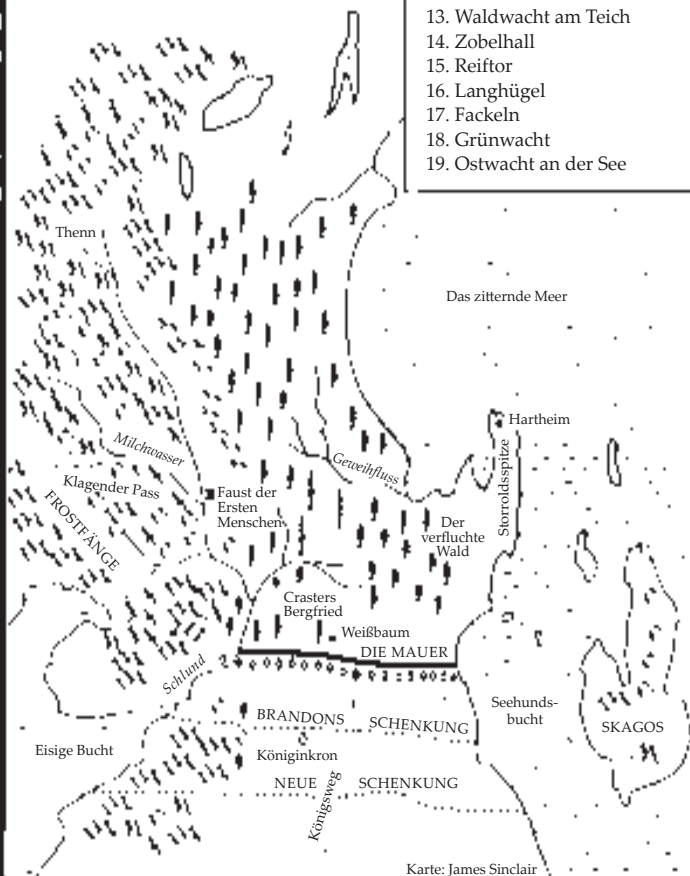 13. Waldwacht am Teich
14. Zobelhall
15. Reiftor
16. Langhügel
17. Fackeln
18. Grünwacht
19. Ostwacht an der See
Thenn
Das zitternde Meer
Hartheim
Milchwasser
Geweihfluss
Storroldsspitze
Klagender Pass
FROSTFÄNGE
Faust der
Ersten
Menschen
Der
verfluchte
Wald
Crasters
Bergfried
Weißbaum
DIE MAUER
Schlund
Seehunds-
bucht
SKAGOS
BRANDONS SCHENKUNG
Eisige Bucht
Königinkron
NEUE SCHENKUNG
Königsweg
Karte: James Sinclair